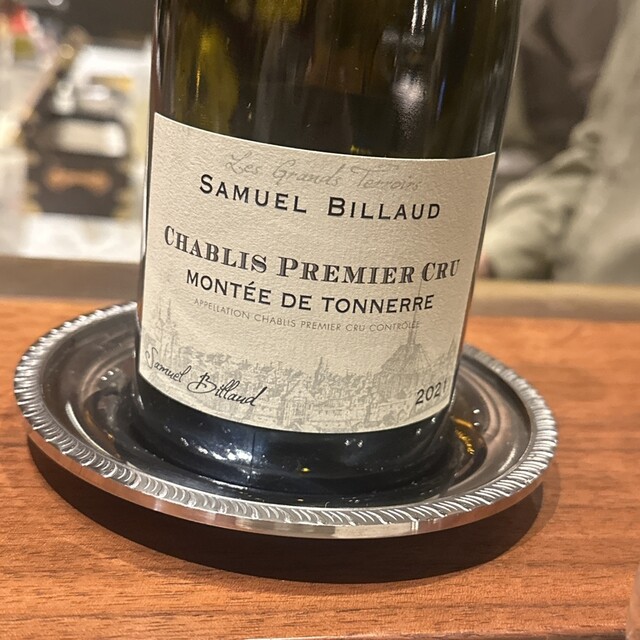 Les Grands Terroirs
SAMUEL BILLAUD
CHABLIS PREMIER CRU
MONTÉE DE TONNERRE
APPELLATION CHABLIS PREMIER CRU CONTRÔLÉE
Samuel Billaud
2021